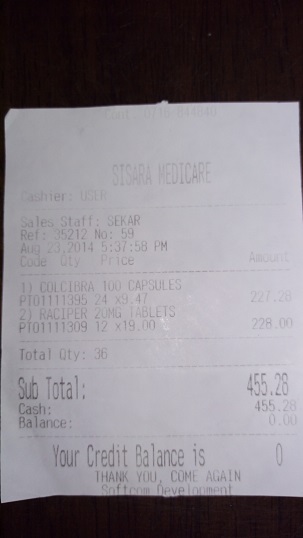 Cont: 0716 844640
SISARA MEDICARE
Cashier: USER
Sales Staff: SEKAR
Ref: 35212 No: 59
Aug 23,2014 5:37:58 PM
Code Qty Price Amount
1) COLCIBRA 100 CAPSULES
PT01111395 24 x9.47 227.28
2) RACIPER 20MG TABLETS
PT01111309 12 x19.00 228.00
Total Qty: 36
Sub Total: 455.28
Cash: 455.28
Balance: 0.00
Your Credit Balance is 0
THANK YOU, COME AGAIN
Softcom Development